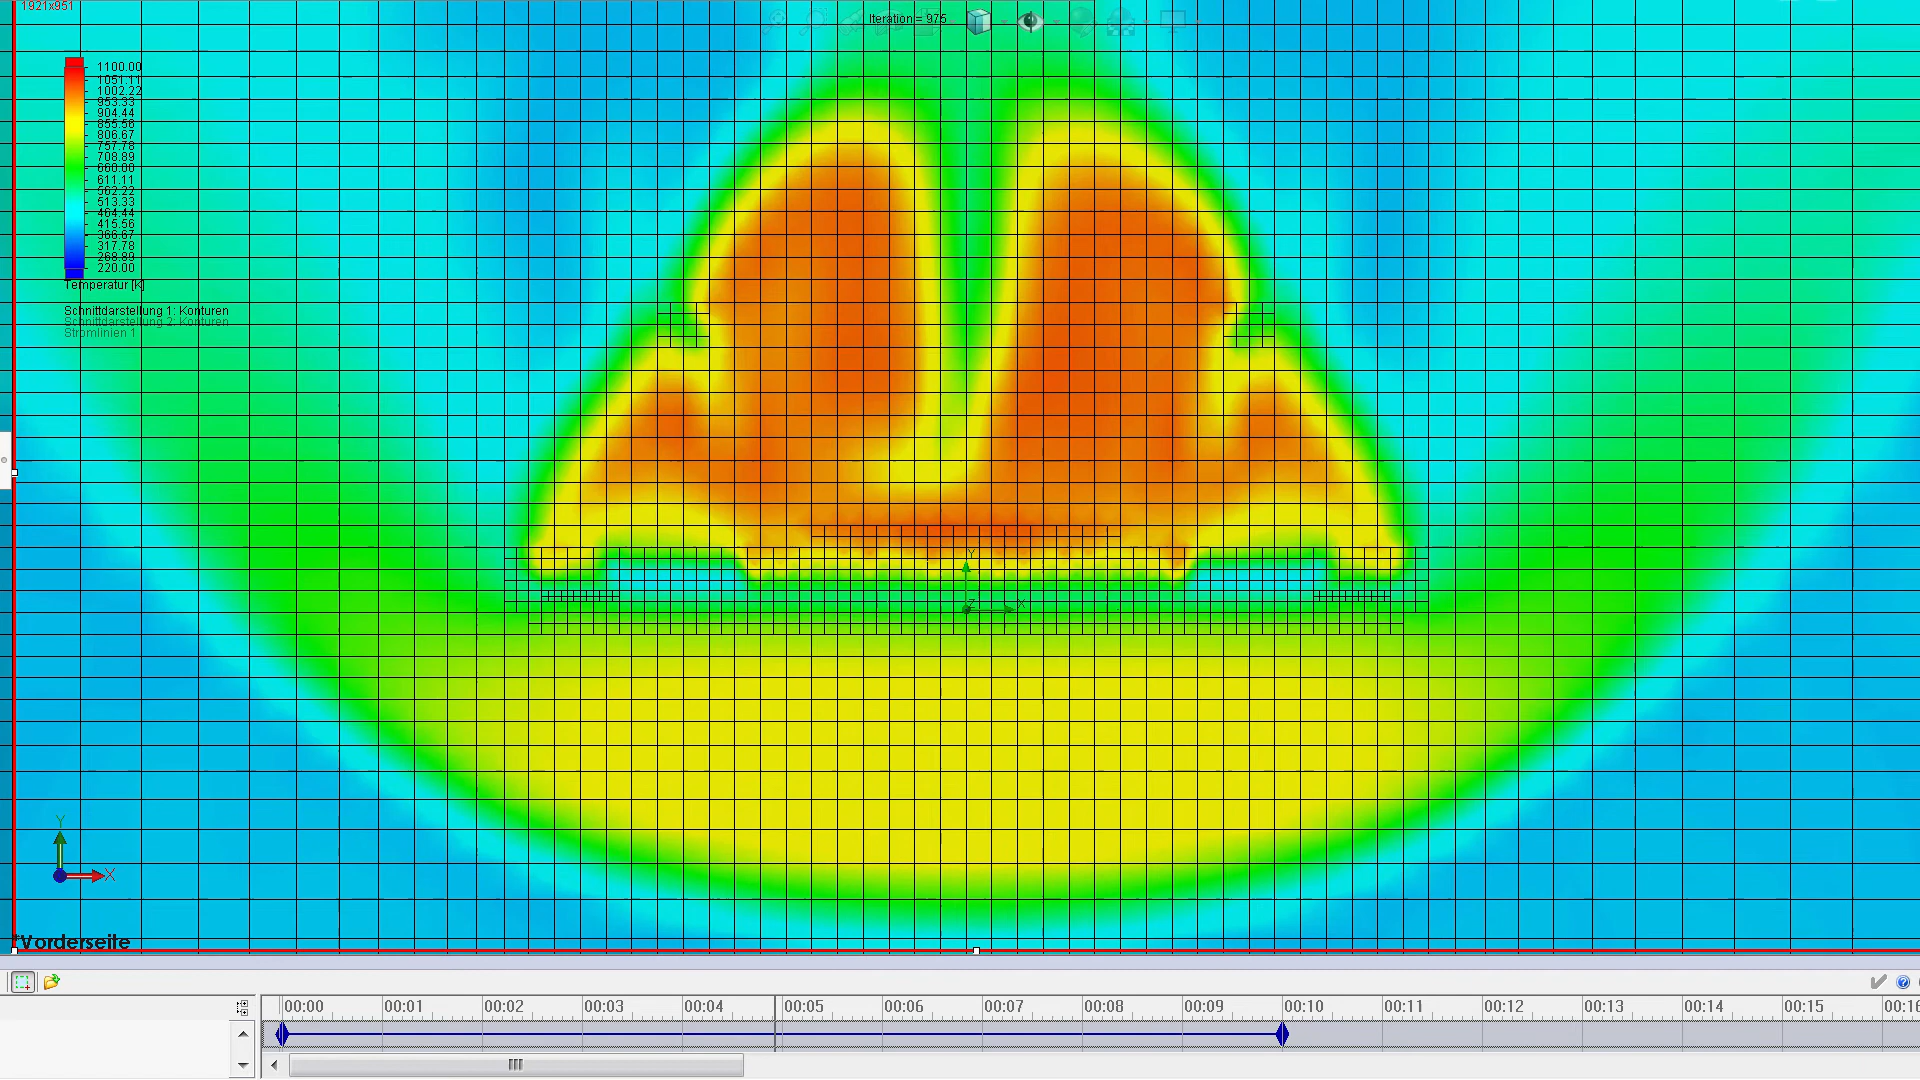 1921x951
Iteration = 975
1100.00
1051.11
1002.22
953.33
904.44
855.56
806.67
757.78
708.89
660.00
611.11
562.22
513.33
464.44
415.56
366.67
317.78
268.89
220.00
Temperatur [K]
Schnittdarstellung 1: Konturen
Schnittdarstellung 2: Konturen
Stromlinien 1
Y
Z X
Y
X
*Vorderseite
00:00 00:01 00:02 00:03 00:04 00:05 00:06 00:07 00:08 00:09 00:10 00:11 00:12 00:13 00:14 00:15 00:16